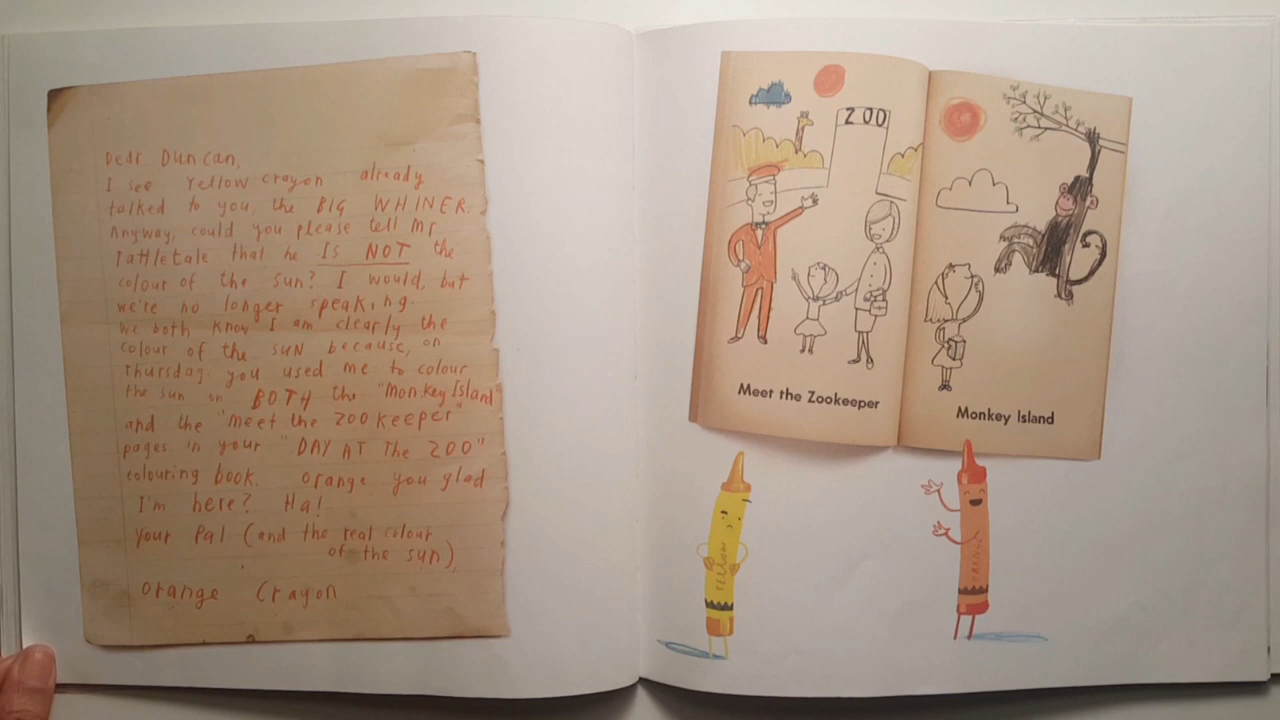 Dear Duncan,
I see Yellow Crayon already
talked to you, the BIG WHINER.
Anyway, could you please tell Mr
Tattletale that he IS NOT the
colour of the sun? I would, but
we're no longer speaking.
We both know I am clearly the
colour of the sun because, on
Thursday, you used me to colour
the sun on BOTH the "Monkey Island"
and the "meet the zoo keeper"
pages in your "DAY AT The ZOO"
colouring book. orange you glad
I'm here? Ha!
your pal (and the real colour
of the sun),
orange Crayon
ZOO
Meet the Zookeeper
Monkey Island
YELLOW
ORANGE